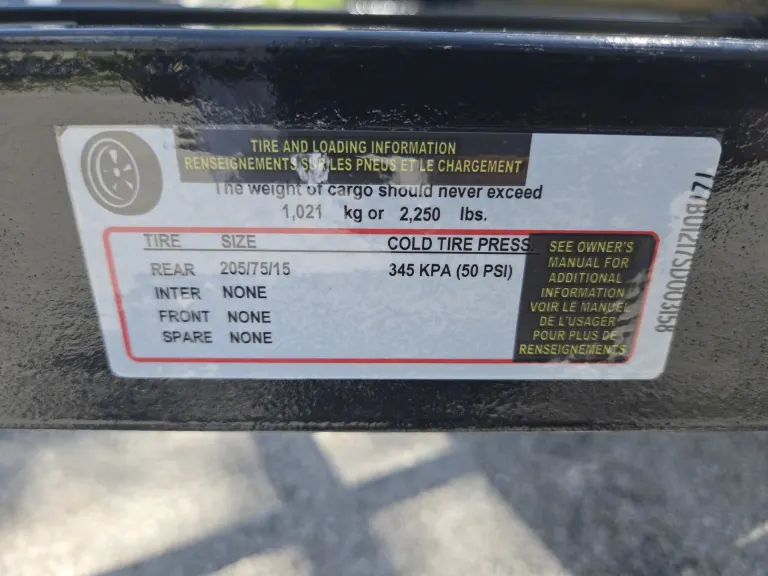 TIRE AND LOADING INFORMATION
RENSEIGNEMENTS SUR LES PNEUS ET LE CHARGEMENT
The weight of cargo should never exceed
1,021 kg or 2,250 lbs.
TIRE SIZE COLD TIRE PRESS.
REAR 205/75/15 345 KPA (50 PSI)
INTER NONE
FRONT NONE
SPARE NONE
SEE OWNER'S
MANUAL FOR
ADDITIONAL
INFORMATION
VOIR LE MANUEL
DE L'USAGER
POUR PLUS DE
RENSEIGNEMENTS